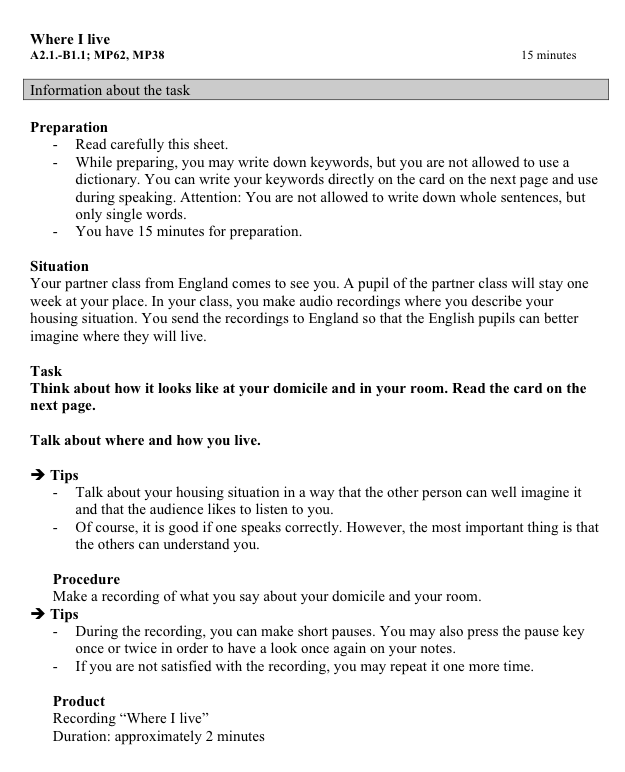 Where I live
A2.1.-B1.1; MP62, MP38 15 minutes
Information about the task
Preparation
- Read carefully this sheet.
- While preparing, you may write down keywords, but you are not allowed to use a
dictionary. You can write your keywords directly on the card on the next page and use
during speaking. Attention: You are not allowed to write down whole sentences, but
only single words.
- You have 15 minutes for preparation.
Situation
Your partner class from England comes to see you. A pupil of the partner class will stay one
week at your place. In your class, you make audio recordings where you describe your
housing situation. You send the recordings to England so that the English pupils can better
imagine where they will live.
Task
Think about how it looks like at your domicile and in your room. Read the card on the
next page.
Talk about where and how you live.
➔ Tips
- Talk about your housing situation in a way that the other person can well imagine it
and that the audience likes to listen to you.
- Of course, it is good if one speaks correctly. However, the most important thing is that
the others can understand you.
Procedure
Make a recording of what you say about your domicile and your room.
➔ Tips
- During the recording, you can make short pauses. You may also press the pause key
once or twice in order to have a look once again on your notes.
- If you are not satisfied with the recording, you may repeat it one more time.
Product
Recording “Where I live”
Duration: approximately 2 minutes